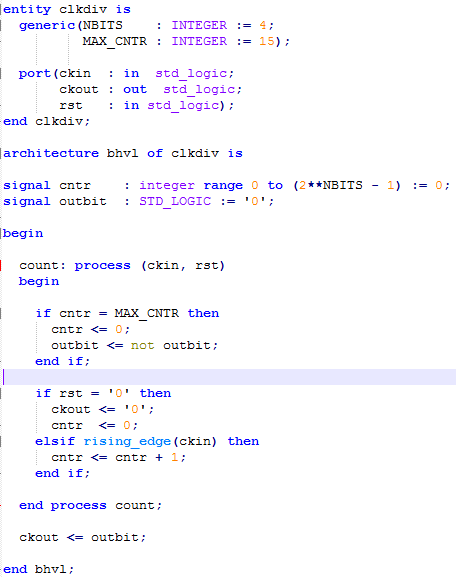 entity clkdiv is
generic(NBITS    : INTEGER := 4;
MAX_CNTR : INTEGER := 15);
port(ckin  : in  std_logic;
ckout : out  std_logic;
rst   : in std_logic);
end clkdiv;
architecture bhvl of clkdiv is
signal cntr    : integer range 0 to (2**NBITS - 1) := 0;
signal outbit  : STD_LOGIC := '0';
begin
count: process (ckin, rst)
begin
if cntr = MAX_CNTR then
cntr <= 0;
outbit <= not outbit;
end if;
if rst = '0' then
ckout <= '0';
cntr  <= 0;
elsif rising_edge(ckin) then
cntr <= cntr + 1;
end if;
end process count;
ckout <= outbit;
end bhvl;